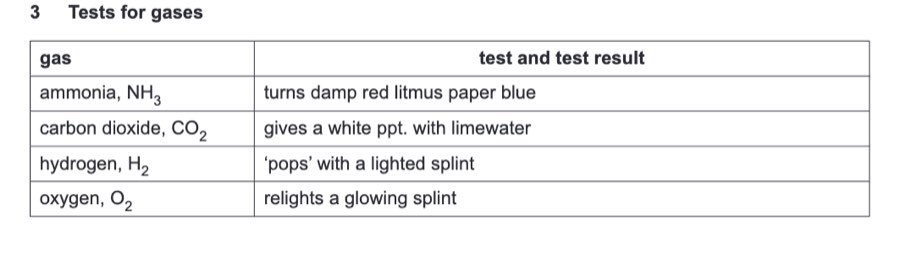 3 Tests for gases
gas test and test result
ammonia, NH₃ turns damp red litmus paper blue
carbon dioxide, CO₂ gives a white ppt. with limewater
hydrogen, H₂ ‘pops’ with a lighted splint
oxygen, O₂ relights a glowing splint